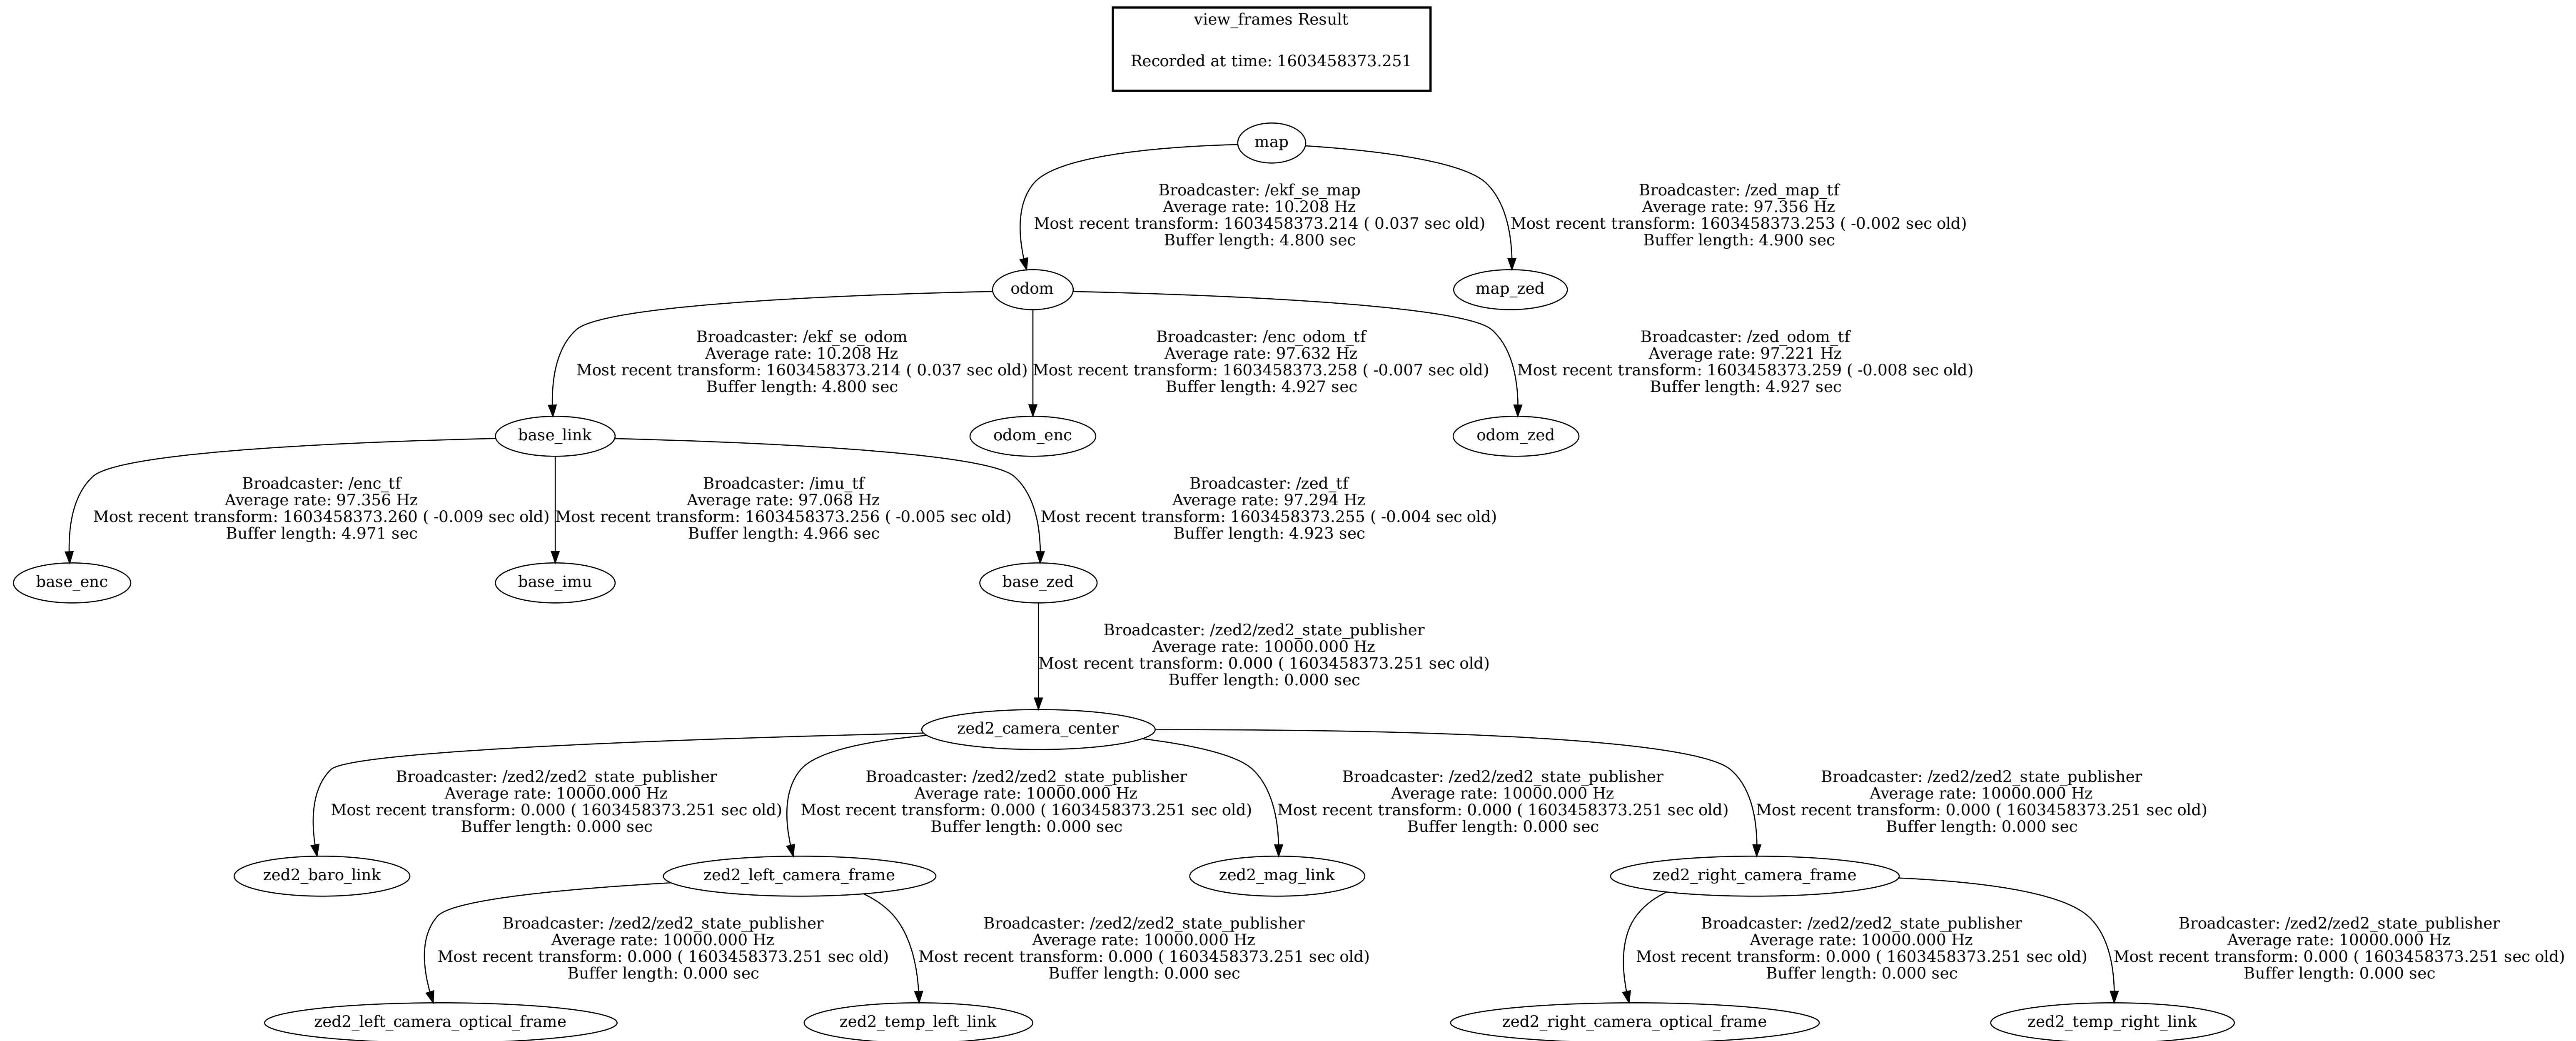 view_frames Result
Recorded at time: 1603458373.251
map
Broadcaster: /ekf_se_map
Average rate: 10.208 Hz
Most recent transform: 1603458373.214 ( 0.037 sec old)
Buffer length: 4.800 sec
Broadcaster: /zed_map_tf
Average rate: 97.356 Hz
Most recent transform: 1603458373.253 ( -0.002 sec old)
Buffer length: 4.900 sec
odom
map_zed
Broadcaster: /ekf_se_odom
Average rate: 10.208 Hz
Most recent transform: 1603458373.214 ( 0.037 sec old)
Buffer length: 4.800 sec
Broadcaster: /enc_odom_tf
Average rate: 97.632 Hz
Most recent transform: 1603458373.258 ( -0.007 sec old)
Buffer length: 4.927 sec
Broadcaster: /zed_odom_tf
Average rate: 97.221 Hz
Most recent transform: 1603458373.259 ( -0.008 sec old)
Buffer length: 4.927 sec
base_link
odom_enc
odom_zed
Broadcaster: /enc_tf
Average rate: 97.356 Hz
Most recent transform: 1603458373.260 ( -0.009 sec old)
Buffer length: 4.971 sec
Broadcaster: /imu_tf
Average rate: 97.068 Hz
Most recent transform: 1603458373.256 ( -0.005 sec old)
Buffer length: 4.966 sec
Broadcaster: /zed_tf
Average rate: 97.294 Hz
Most recent transform: 1603458373.255 ( -0.004 sec old)
Buffer length: 4.923 sec
base_enc
base_imu
base_zed
Broadcaster: /zed2/zed2_state_publisher
Average rate: 10000.000 Hz
Most recent transform: 0.000 ( 1603458373.251 sec old)
Buffer length: 0.000 sec
zed2_camera_center
Broadcaster: /zed2/zed2_state_publisher
Average rate: 10000.000 Hz
Most recent transform: 0.000 ( 1603458373.251 sec old)
Buffer length: 0.000 sec
Broadcaster: /zed2/zed2_state_publisher
Average rate: 10000.000 Hz
Most recent transform: 0.000 ( 1603458373.251 sec old)
Buffer length: 0.000 sec
Broadcaster: /zed2/zed2_state_publisher
Average rate: 10000.000 Hz
Most recent transform: 0.000 ( 1603458373.251 sec old)
Buffer length: 0.000 sec
Broadcaster: /zed2/zed2_state_publisher
Average rate: 10000.000 Hz
Most recent transform: 0.000 ( 1603458373.251 sec old)
Buffer length: 0.000 sec
zed2_baro_link
zed2_left_camera_frame
zed2_mag_link
zed2_right_camera_frame
Broadcaster: /zed2/zed2_state_publisher
Average rate: 10000.000 Hz
Most recent transform: 0.000 ( 1603458373.251 sec old)
Buffer length: 0.000 sec
Broadcaster: /zed2/zed2_state_publisher
Average rate: 10000.000 Hz
Most recent transform: 0.000 ( 1603458373.251 sec old)
Buffer length: 0.000 sec
Broadcaster: /zed2/zed2_state_publisher
Average rate: 10000.000 Hz
Most recent transform: 0.000 ( 1603458373.251 sec old)
Buffer length: 0.000 sec
Broadcaster: /zed2/zed2_state_publisher
Average rate: 10000.000 Hz
Most recent transform: 0.000 ( 1603458373.251 sec old)
Buffer length: 0.000 sec
zed2_left_camera_optical_frame
zed2_temp_left_link
zed2_right_camera_optical_frame
zed2_temp_right_link